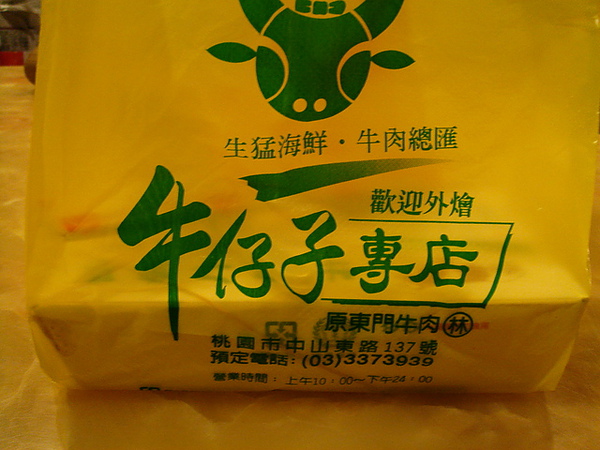 生猛海鮮・牛肉總匯
歡迎外燴
牛仔子專店
原東門牛肉林
桃園市中山東路137號
預定電話：(03)3373939
營業時間：上午10：00～下午24：00